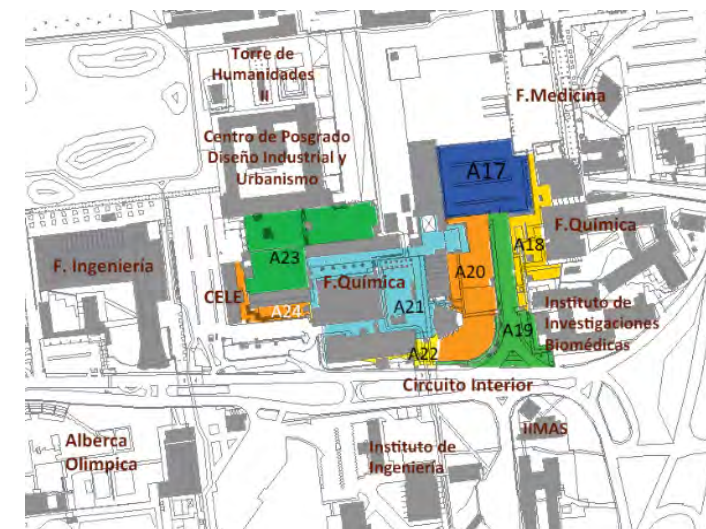 Torre de
Humanidades
II
F.Medicina
Centro de Posgrado
Diseño Industrial y
Urbanismo
A17
F.Química
A18
A23
F. Ingeniería
A20
F.Química
CELE
A24
A21
Instituto de
Investigaciones
Biomédicas
A19
A22
Circuito Interior
Alberca
Olimpica
Instituto de
Ingeniería
IIMAS